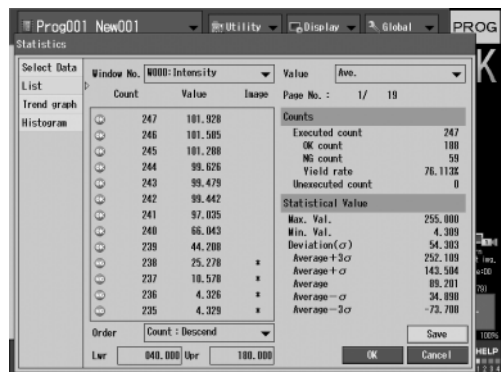 Prog001 New001 Utility Display Global PROG
Statistics
Select Data
List
Trend graph
Histogram
Window No. W000:Intensity Value Ave.
Count Value Image Page No. : 1/ 19
247 101.928
246 101.505
245 101.288
244 99.626
243 99.479
242 99.442
241 97.035
240 66.043
239 44.208
238 25.278 *
237 10.578 *
236 4.326 *
235 4.329 *
Counts
Executed count 247
OK count 188
NG count 59
Yield rate 76.113%
Unexecuted count 0
Statistical Value
Max. Val. 255.000
Min. Val. 4.309
Deviation(σ) 54.303
Average+3σ 252.109
Average+σ 143.504
Average 89.201
Average−σ 34.898
Average−3σ -73.708
Order Count : Descend
Lwr 040.000 Upr 180.000
Save
OK Cancel
100%
HELP